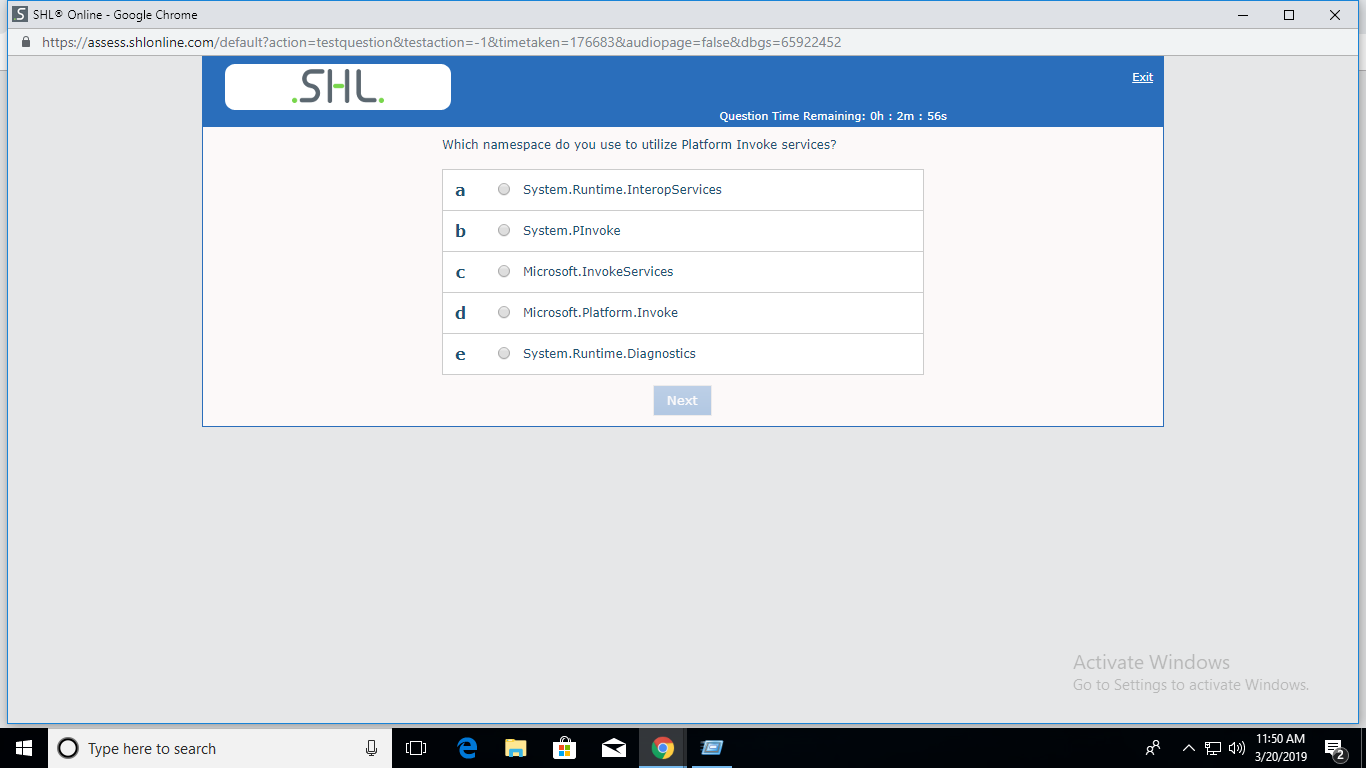 SHL® Online - Google Chrome
https://assess.shlonline.com/default?action=testquestion&testaction=-1&timetaken=176683&audiopage=false&dbgs=65922452
.SHL.
Exit
Question Time Remaining: 0h : 2m : 56s
Which namespace do you use to utilize Platform Invoke services?
a System.Runtime.InteropServices
b System.PInvoke
c Microsoft.InvokeServices
d Microsoft.Platform.Invoke
e System.Runtime.Diagnostics
Next
Activate Windows
Go to Settings to activate Windows.
Type here to search
11:50 AM
3/20/2019
2